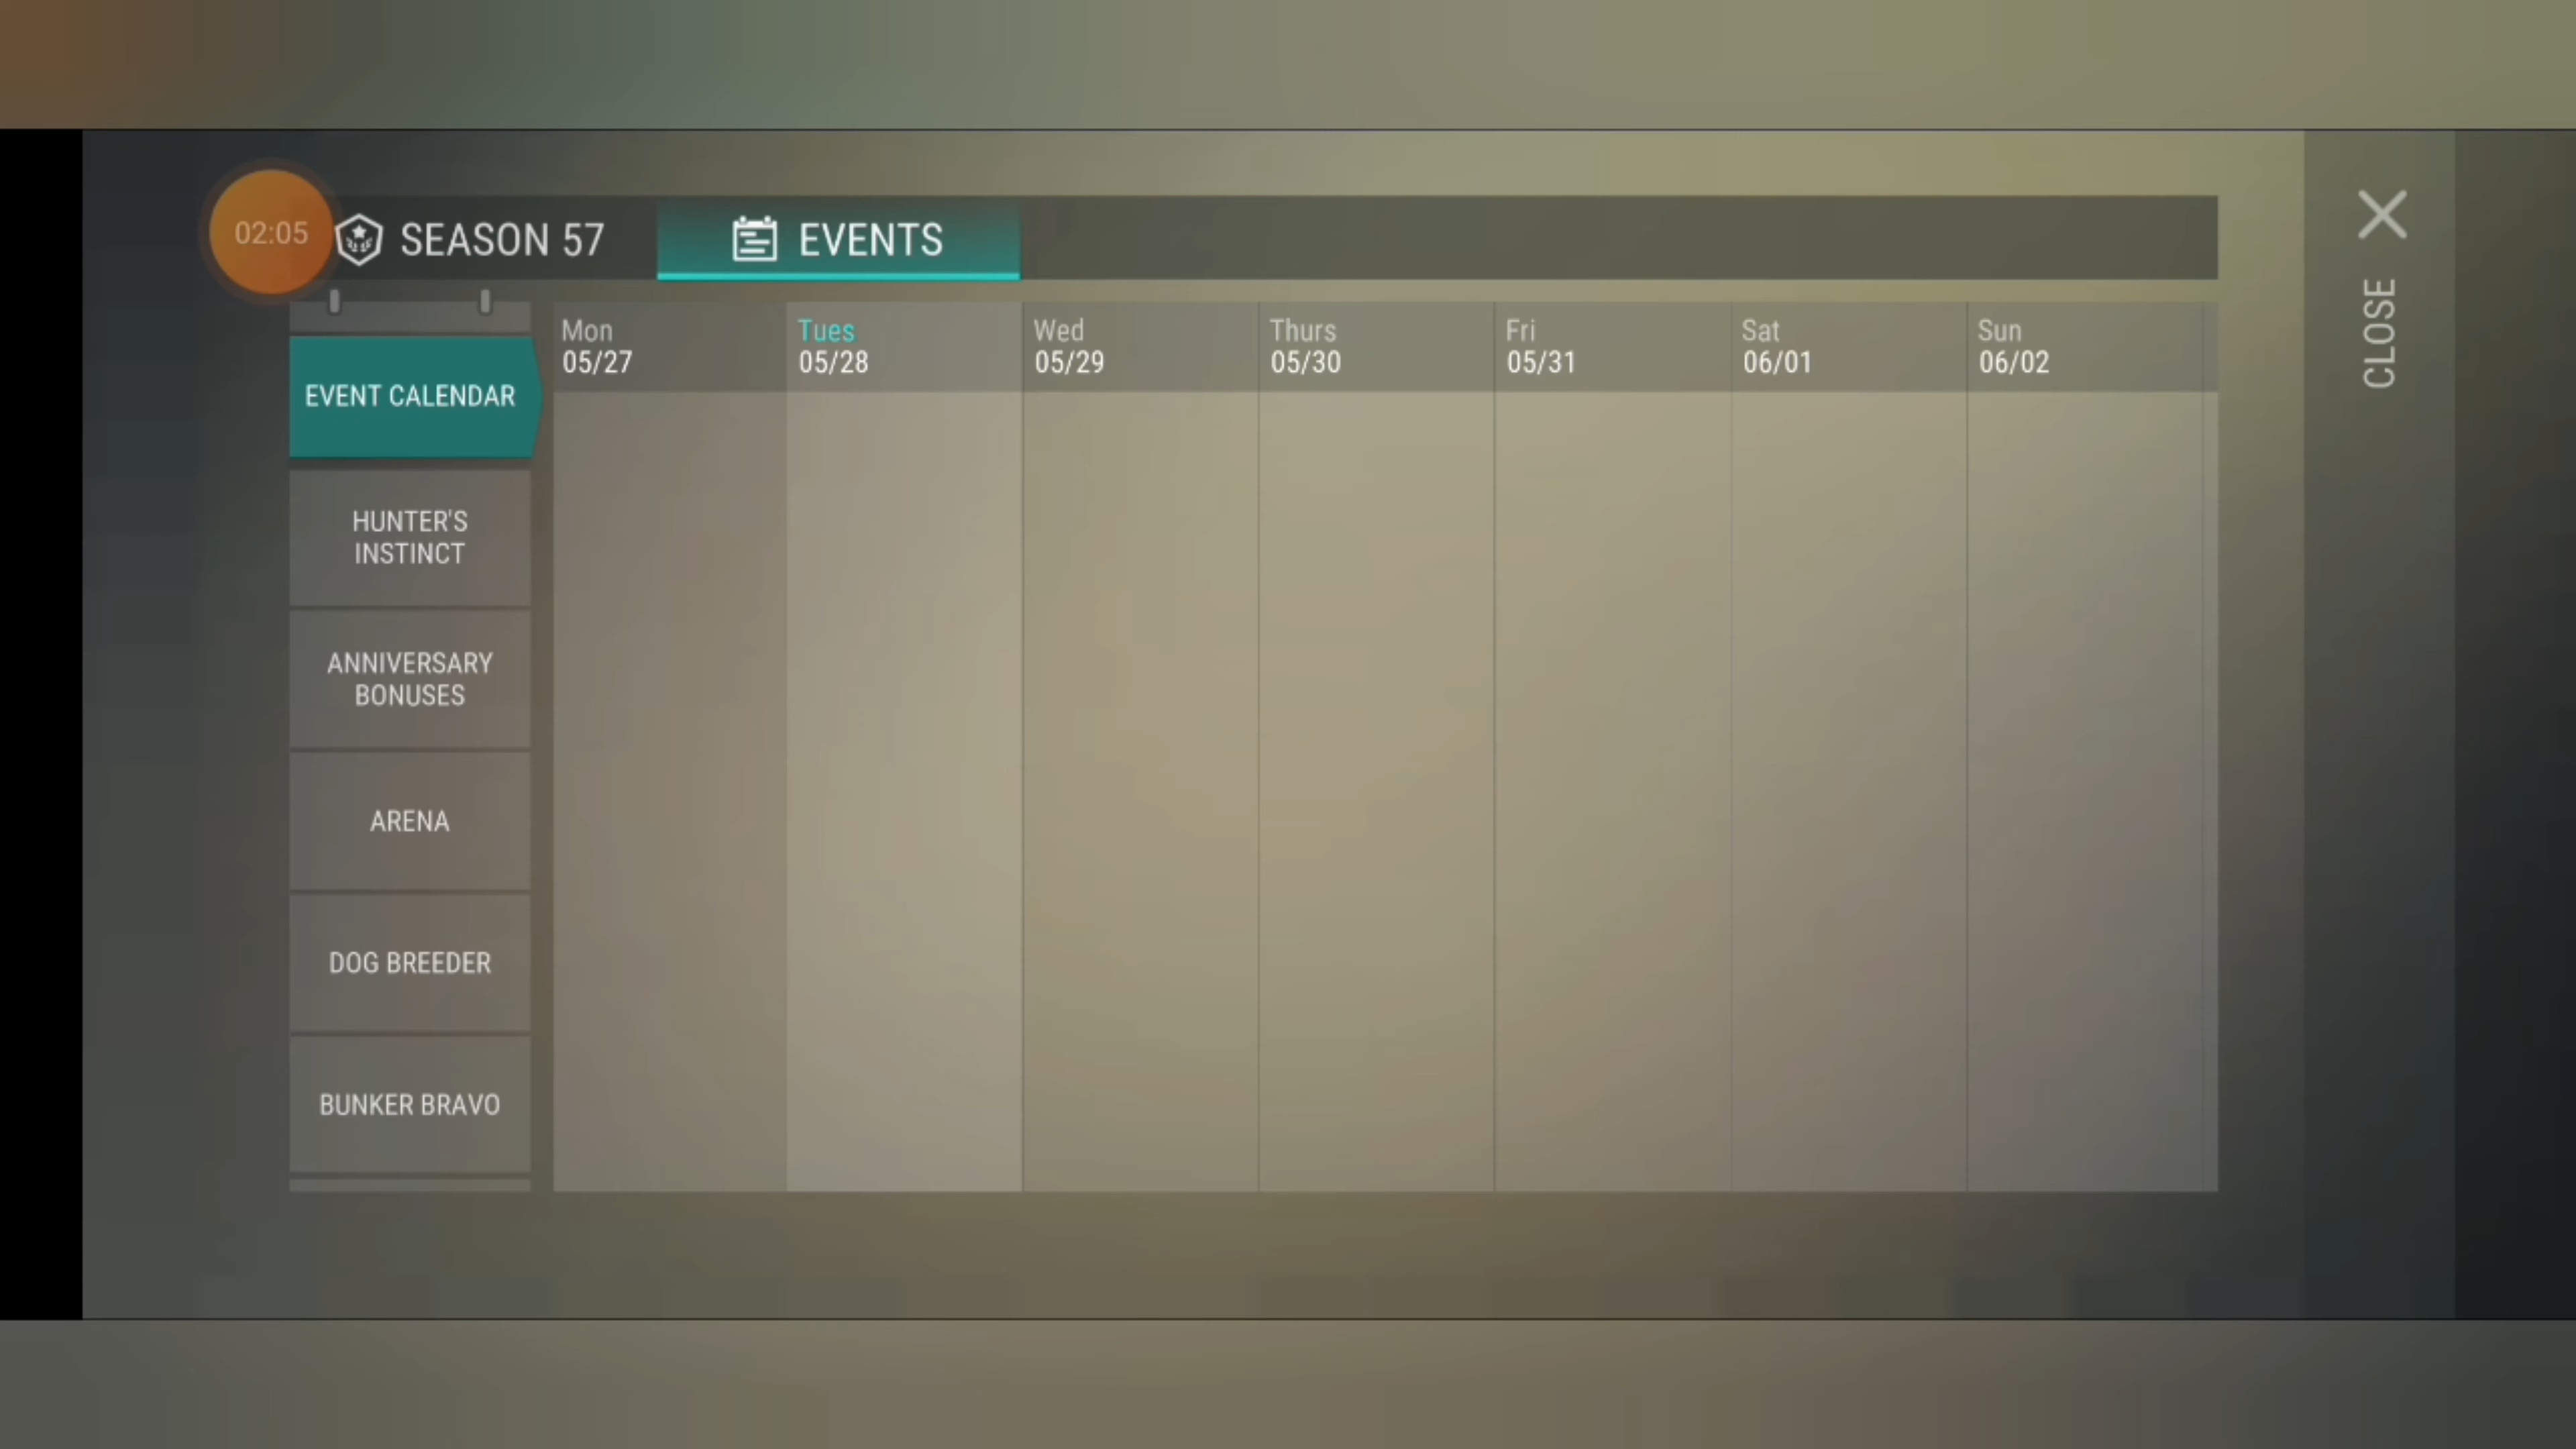 02:05
SEASON 57
EVENTS
CLOSE
Mon
05/27
Tues
05/28
Wed
05/29
Thurs
05/30
Fri
05/31
Sat
06/01
Sun
06/02
EVENT CALENDAR
HUNTER'S
INSTINCT
ANNIVERSARY
BONUSES
ARENA
DOG BREEDER
BUNKER BRAVO